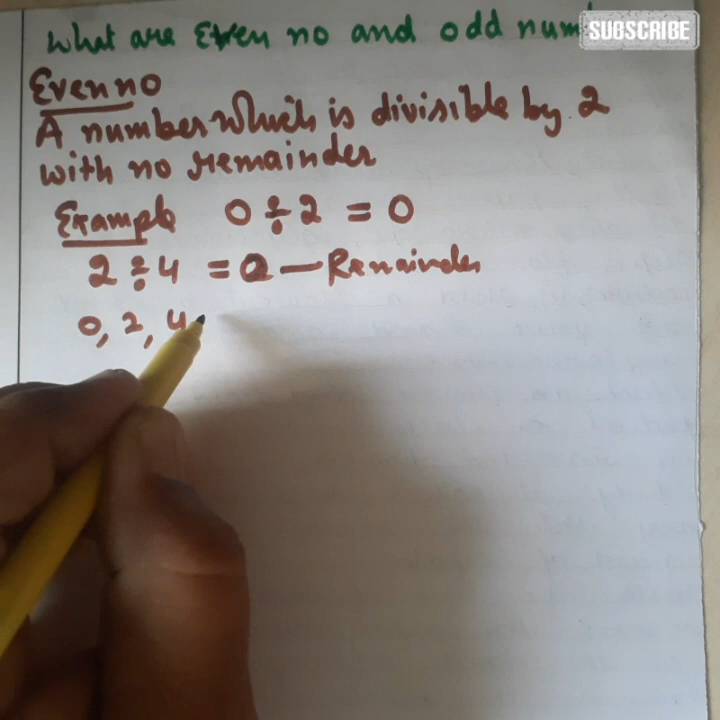 What are Even no and odd num
SUBSCRIBE
Even no
A number which is divisible by 2
with no remainder
Example 0 ÷ 2 = 0
2 ÷ 4 = 0 — Remainder
0, 2, 4